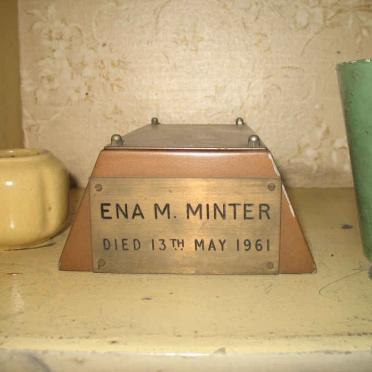 ENA M. MINTER
DIED 13TH MAY 1961